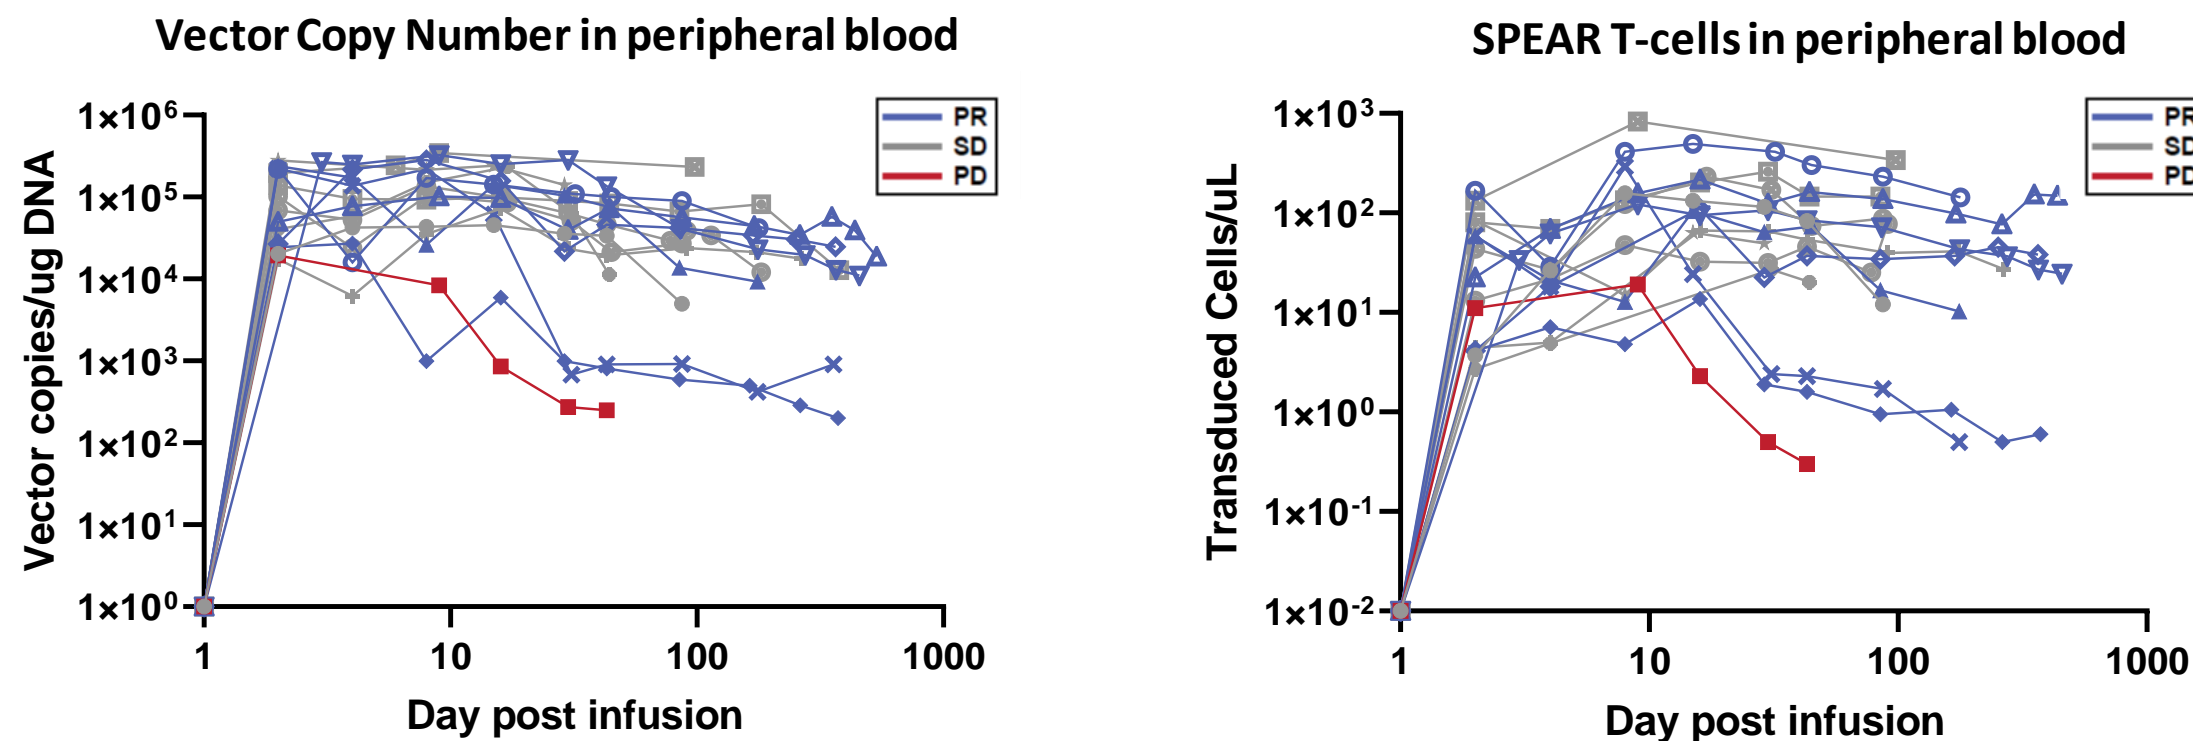 Vector Copy Number in peripheral blood
Vector copies/ug DNA
1×10⁶
1×10⁵
1×10⁴
1×10³
1×10²
1×10¹
1×10⁰
1
10
100
1000
Day post infusion
PR
SD
PD
SPEAR T-cells in peripheral blood
Transduced Cells/uL
1×10³
1×10²
1×10¹
1×10⁰
1×10⁻¹
1×10⁻²
1
10
100
1000
Day post infusion
PR
SD
PD